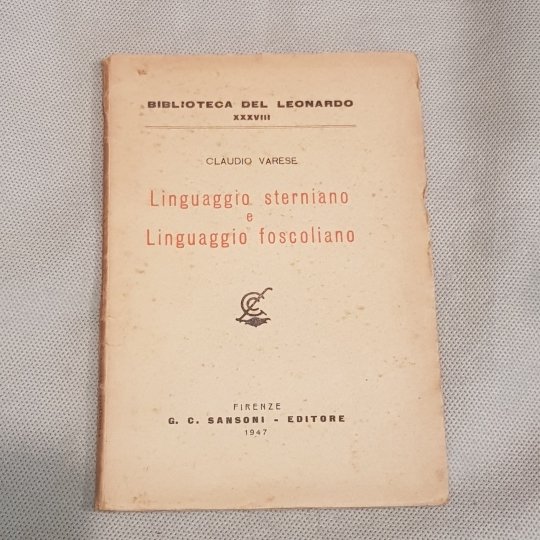 BIBLIOTECA DEL LEONARDO
XXXVIII
CLAUDIO VARESE
Linguaggio sterniano
e
Linguaggio foscoliano
FIRENZE
G. C. SANSONI - EDITORE
1947